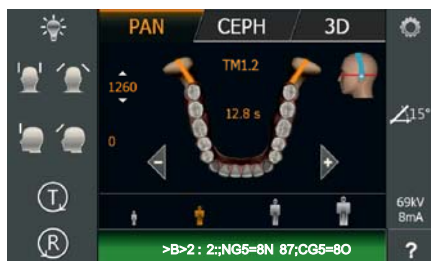 PAN
CEPH
3D
TM1.2
1260
12.8 s
15°
0
69kV
8mA
T
R
>B>2 : 2:;NG5=8N 87;CG5=8O
?